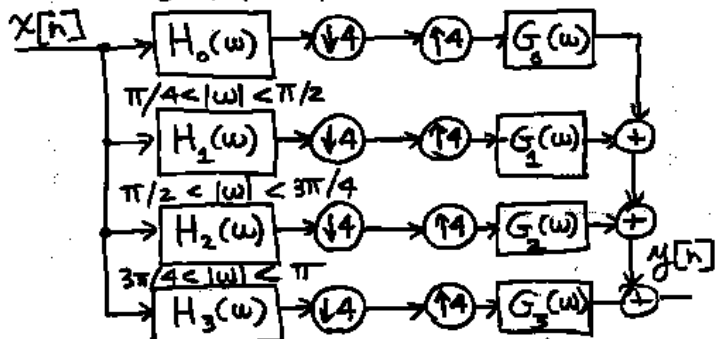 x[n]
H₀(ω) ↓4 ↑4 G₀(ω)
π/4 < |ω| < π/2
H₁(ω) ↓4 ↑4 G₁(ω) +
π/2 < |ω| < 3π/4
H₂(ω) ↓4 ↑4 G₂(ω) +
y[n]
3π/4 < |ω| < π
H₃(ω) ↓4 ↑4 G₃(ω) +